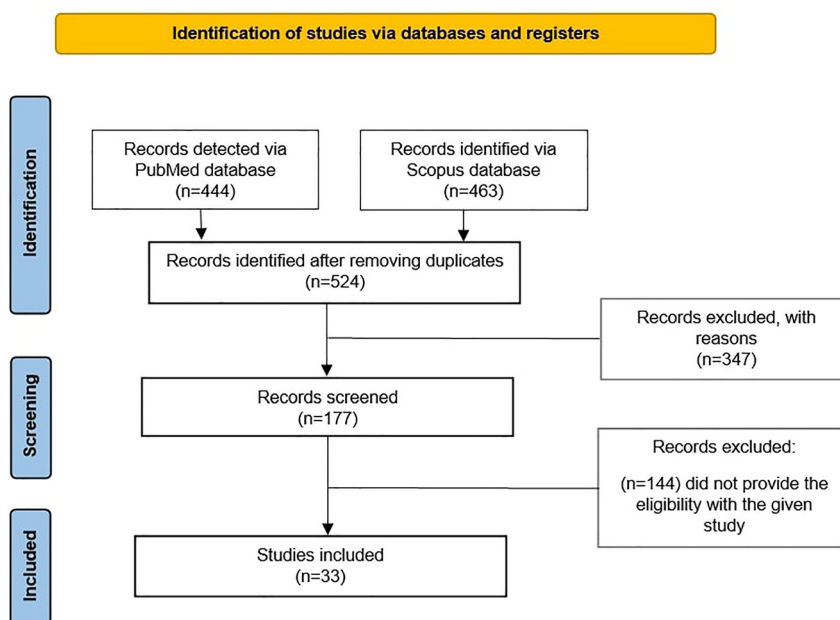 Identification of studies via databases and registers
Identification
Records detected via
PubMed database
(n=444)
Records identified via
Scopus database
(n=463)
Records identified after removing duplicates
(n=524)
Records excluded, with
reasons
(n=347)
Screening
Records screened
(n=177)
Records excluded:
(n=144) did not provide the
eligibility with the given
study
Included
Studies included
(n=33)